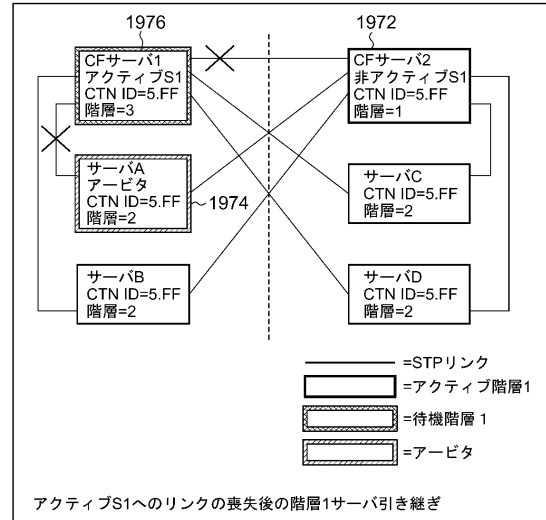 1976
1972
CFサーバ1
アクティブS1
CTN ID=5.FF
階層=3
CFサーバ2
非アクティブS1
CTN ID=5.FF
階層=1
サーバA
アービタ
CTN ID=5.FF
階層=2
1974
サーバC
CTN ID=5.FF
階層=2
サーバB
CTN ID=5.FF
階層=2
サーバD
CTN ID=5.FF
階層=2
=STPリンク
=アクティブ階層1
=待機階層 1
=アービタ
アクティブS1へのリンクの喪失後の階層1サーバ引き継ぎ